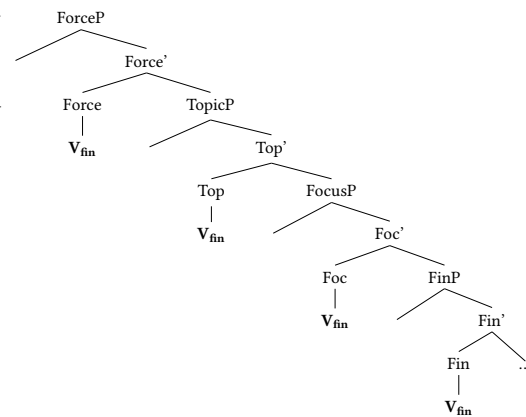 ForceP
Force’
Force TopicP
V_fin Top’
Top FocusP
V_fin Foc’
Foc FinP
V_fin Fin’
Fin ..
V_fin